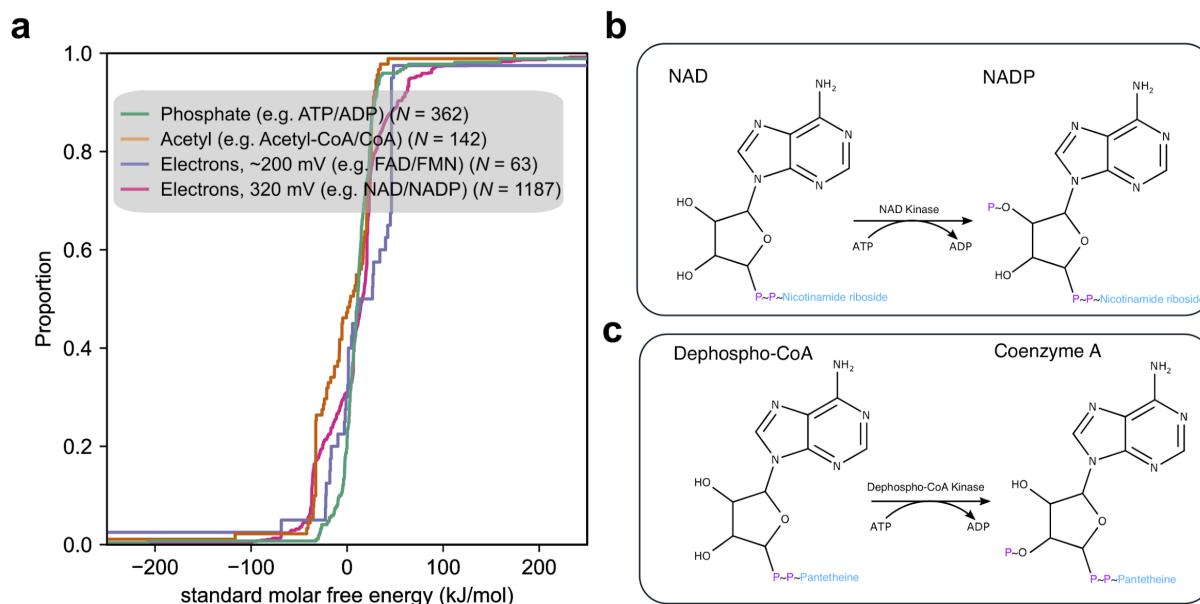 a
1.0
0.8
0.6
0.4
0.2
0.0
Proportion
Phosphate (e.g. ATP/ADP) (N = 362)
Acetyl (e.g. Acetyl-CoA/CoA) (N = 142)
Electrons, ~200 mV (e.g. FAD/FMN) (N = 63)
Electrons, 320 mV (e.g. NAD/NADP) (N = 1187)
−200 −100 0 100 200
standard molar free energy (kJ/mol)
b
NAD
NADP
NH2
N
N
N
N
HO
O
HO
P~P~Nicotinamide riboside
NAD Kinase
ATP
ADP
NH2
N
N
N
N
P~O
O
HO
P~P~Nicotinamide riboside
c
Dephospho-CoA
Coenzyme A
NH2
N
N
N
N
HO
O
HO
P~P~Pantetheine
Dephospho-CoA Kinase
ATP
ADP
NH2
N
N
N
N
HO
O
P~O
P~P~Pantetheine